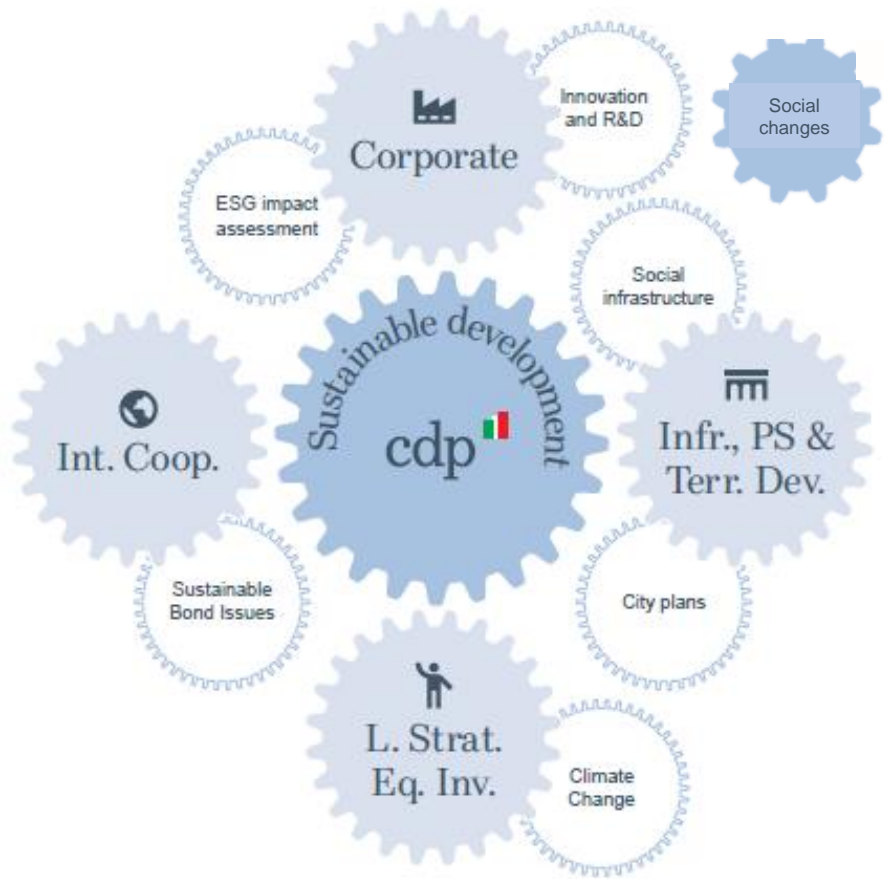 Innovation
and R&D
Social
changes
Corporate
ESG impact
assessment
Social
infrastructure
Sustainable development
cdp
Int. Coop.
Infr., PS &
Terr. Dev.
Sustainable
Bond Issues
City plans
L. Strat.
Eq. Inv.
Climate
Change